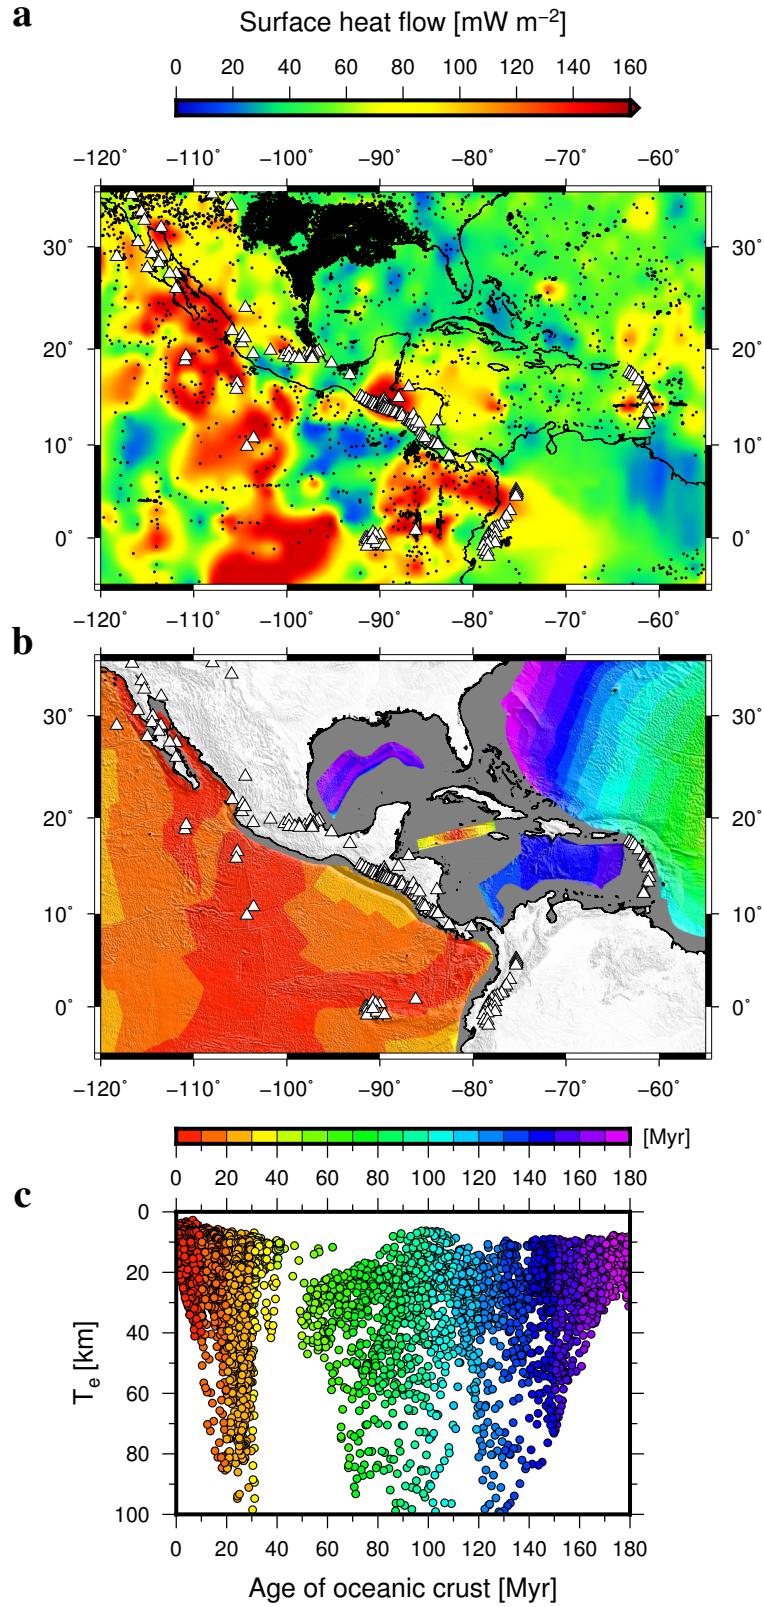 a
Surface heat flow [mW m−2]
0 20 40 60 80 100 120 140 160
−120˚ −110˚ −100˚ −90˚ −80˚ −70˚ −60˚
30˚ 30˚
20˚ 20˚
10˚ 10˚
0˚ 0˚
−120˚ −110˚ −100˚ −90˚ −80˚ −70˚ −60˚
b
30˚ 30˚
20˚ 20˚
10˚ 10˚
0˚ 0˚
−120˚ −110˚ −100˚ −90˚ −80˚ −70˚ −60˚
[Myr]
0 20 40 60 80 100 120 140 160 180
c
0
20
40
60
80
100
Te [km]
0 20 40 60 80 100 120 140 160 180
Age of oceanic crust [Myr]